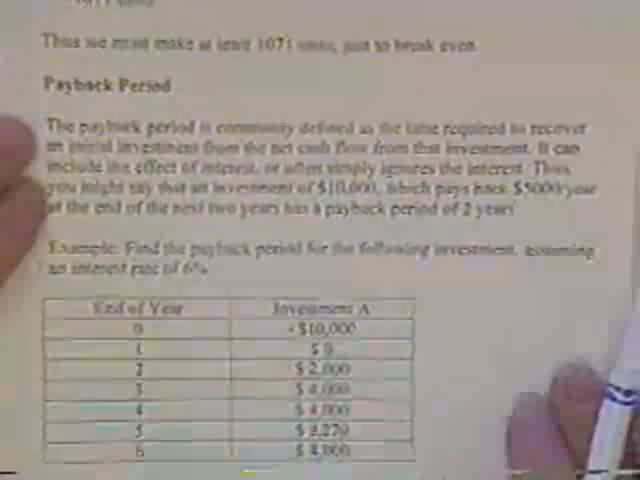 Thus we must make at least 1071 units, just to break even.
Payback Period
The payback period is commonly defined as the time required to recover
an initial investment from the net cash flow from that investment. It can
include the effect of interest, or often simply ignores the interest. Thus
you might say that an investment of $10,000, which pays back $5000/year
at the end of the next two years has a payback period of 2 years
Example: Find the payback period for the following investment, assuming
an interest rate of 6%
End of Year Investment A
0 - $10,000
1 $ 0
2 $ 2,000
3 $ 4,000
4 $ 4,000
5
6 $ 4,000